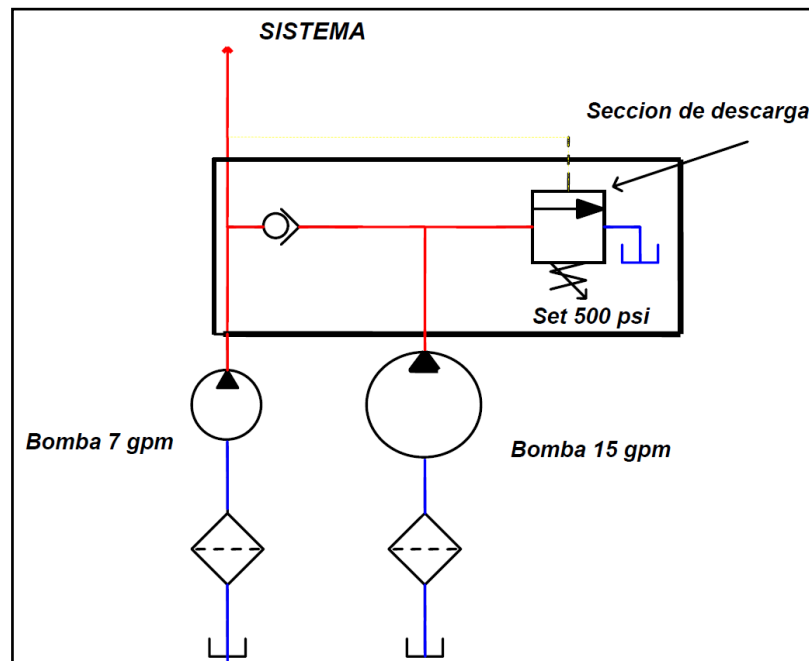 SISTEMA
Seccion de descarga
Set 500 psi
Bomba 7 gpm
Bomba 15 gpm